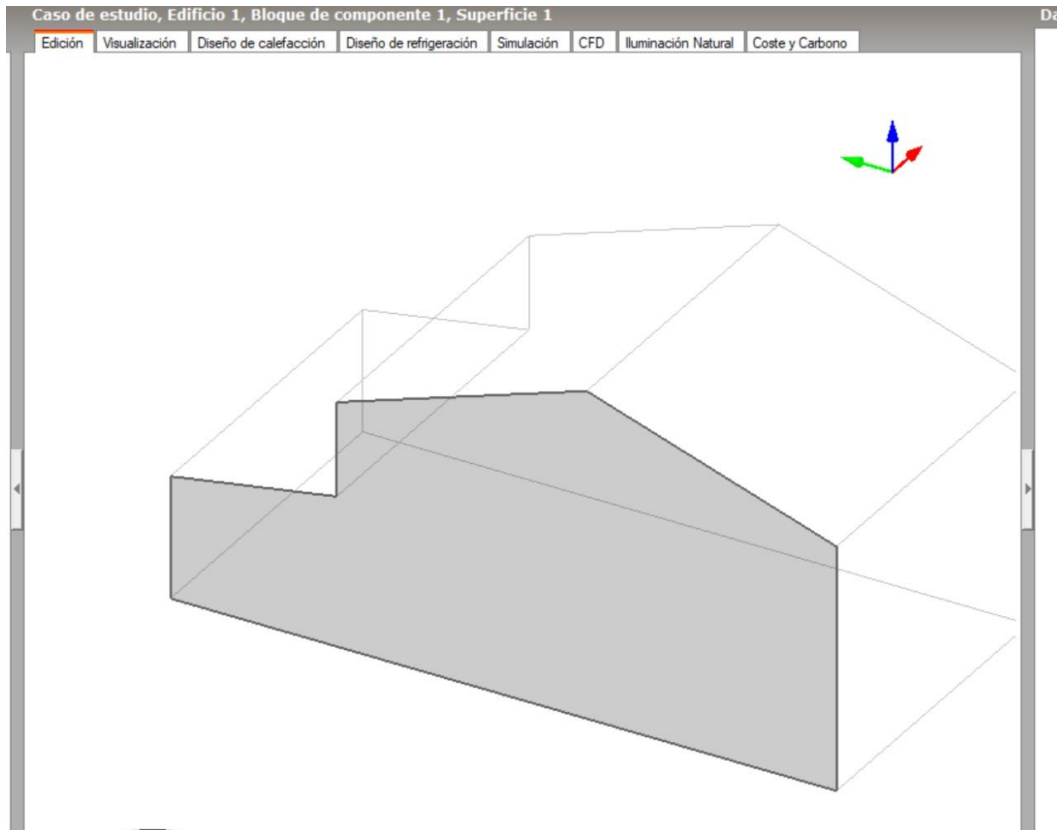 Caso de estudio, Edificio 1, Bloque de componente 1, Superficie 1
Da
Edición Visualización Diseño de calefacción Diseño de refrigeración Simulación CFD Iluminación Natural Coste y Carbono